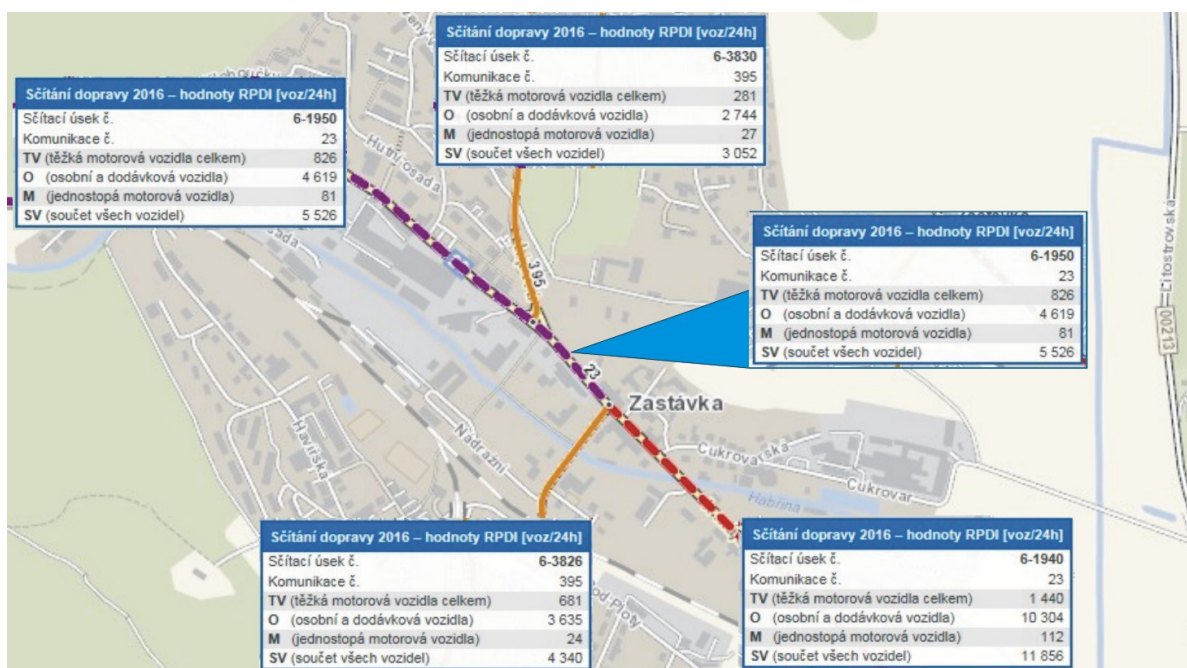 Sčítání dopravy 2016 – hodnoty RPDI [voz/24h]
Sčítací úsek č. 6-3830
Komunikace č. 395
TV (těžká motorová vozidla celkem) 281
O (osobní a dodávková vozidla) 2 744
M (jednostopá motorová vozidla) 27
SV (součet všech vozidel) 3 052
Sčítání dopravy 2016 – hodnoty RPDI [voz/24h]
Sčítací úsek č. 6-1950
Komunikace č. 23
TV (těžká motorová vozidla celkem) 826
O (osobní a dodávková vozidla) 4 619
M (jednostopá motorová vozidla) 81
SV (součet všech vozidel) 5 526
Hutní osada
395
Sčítání dopravy 2016 – hodnoty RPDI [voz/24h]
Sčítací úsek č. 6-1950
Komunikace č. 23
TV (těžká motorová vozidla celkem) 826
O (osobní a dodávková vozidla) 4 619
M (jednostopá motorová vozidla) 81
SV (součet všech vozidel) 5 526
Litostrovská
00213
23
Zastávka
Havířská
Nádražní
Cukrovarská
Cukrovar
Habřina
Sčítání dopravy 2016 – hodnoty RPDI [voz/24h]
Sčítací úsek č. 6-3826
Komunikace č. 395
TV (těžká motorová vozidla celkem) 681
O (osobní a dodávková vozidla) 3 635
M (jednostopá motorová vozidla) 24
SV (součet všech vozidel) 4 340
Sčítání dopravy 2016 – hodnoty RPDI [voz/24h]
Sčítací úsek č. 6-1940
Komunikace č. 23
TV (těžká motorová vozidla celkem) 1 440
O (osobní a dodávková vozidla) 10 304
M (jednostopá motorová vozidla) 112
SV (součet všech vozidel) 11 856